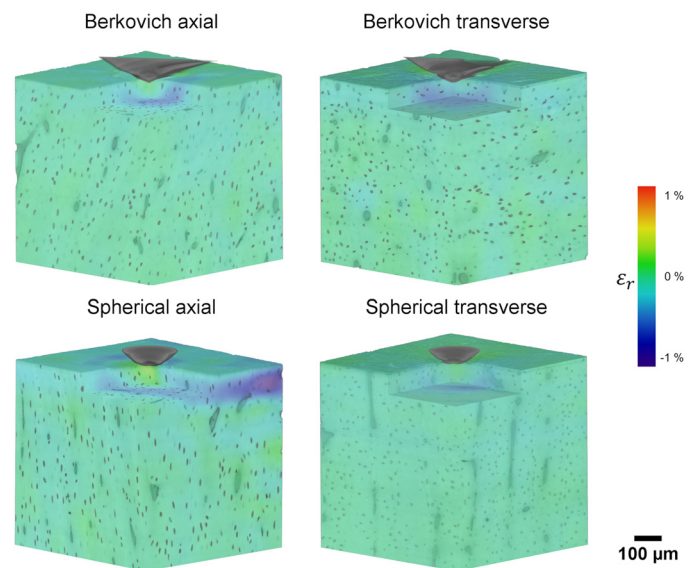 Berkovich axial
Berkovich transverse
Spherical axial
Spherical transverse
1 %
εr
0 %
-1 %
100 μm